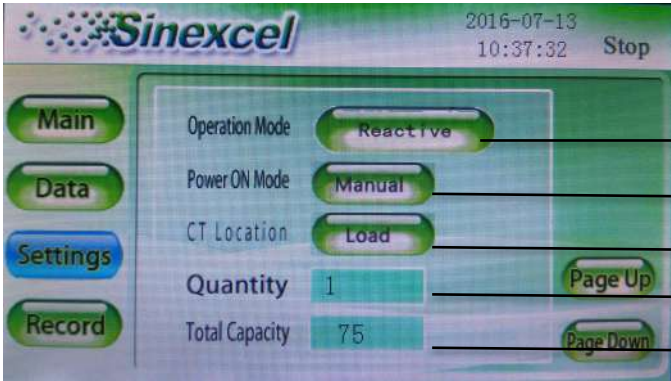 Sinexcel
2016-07-13
10:37:32 Stop
Main
Operation Mode Reactive
Data
Power ON Mode Manual
CT Location Load
Settings
Quantity 1
Page Up
Record
Total Capacity 75
Page Down